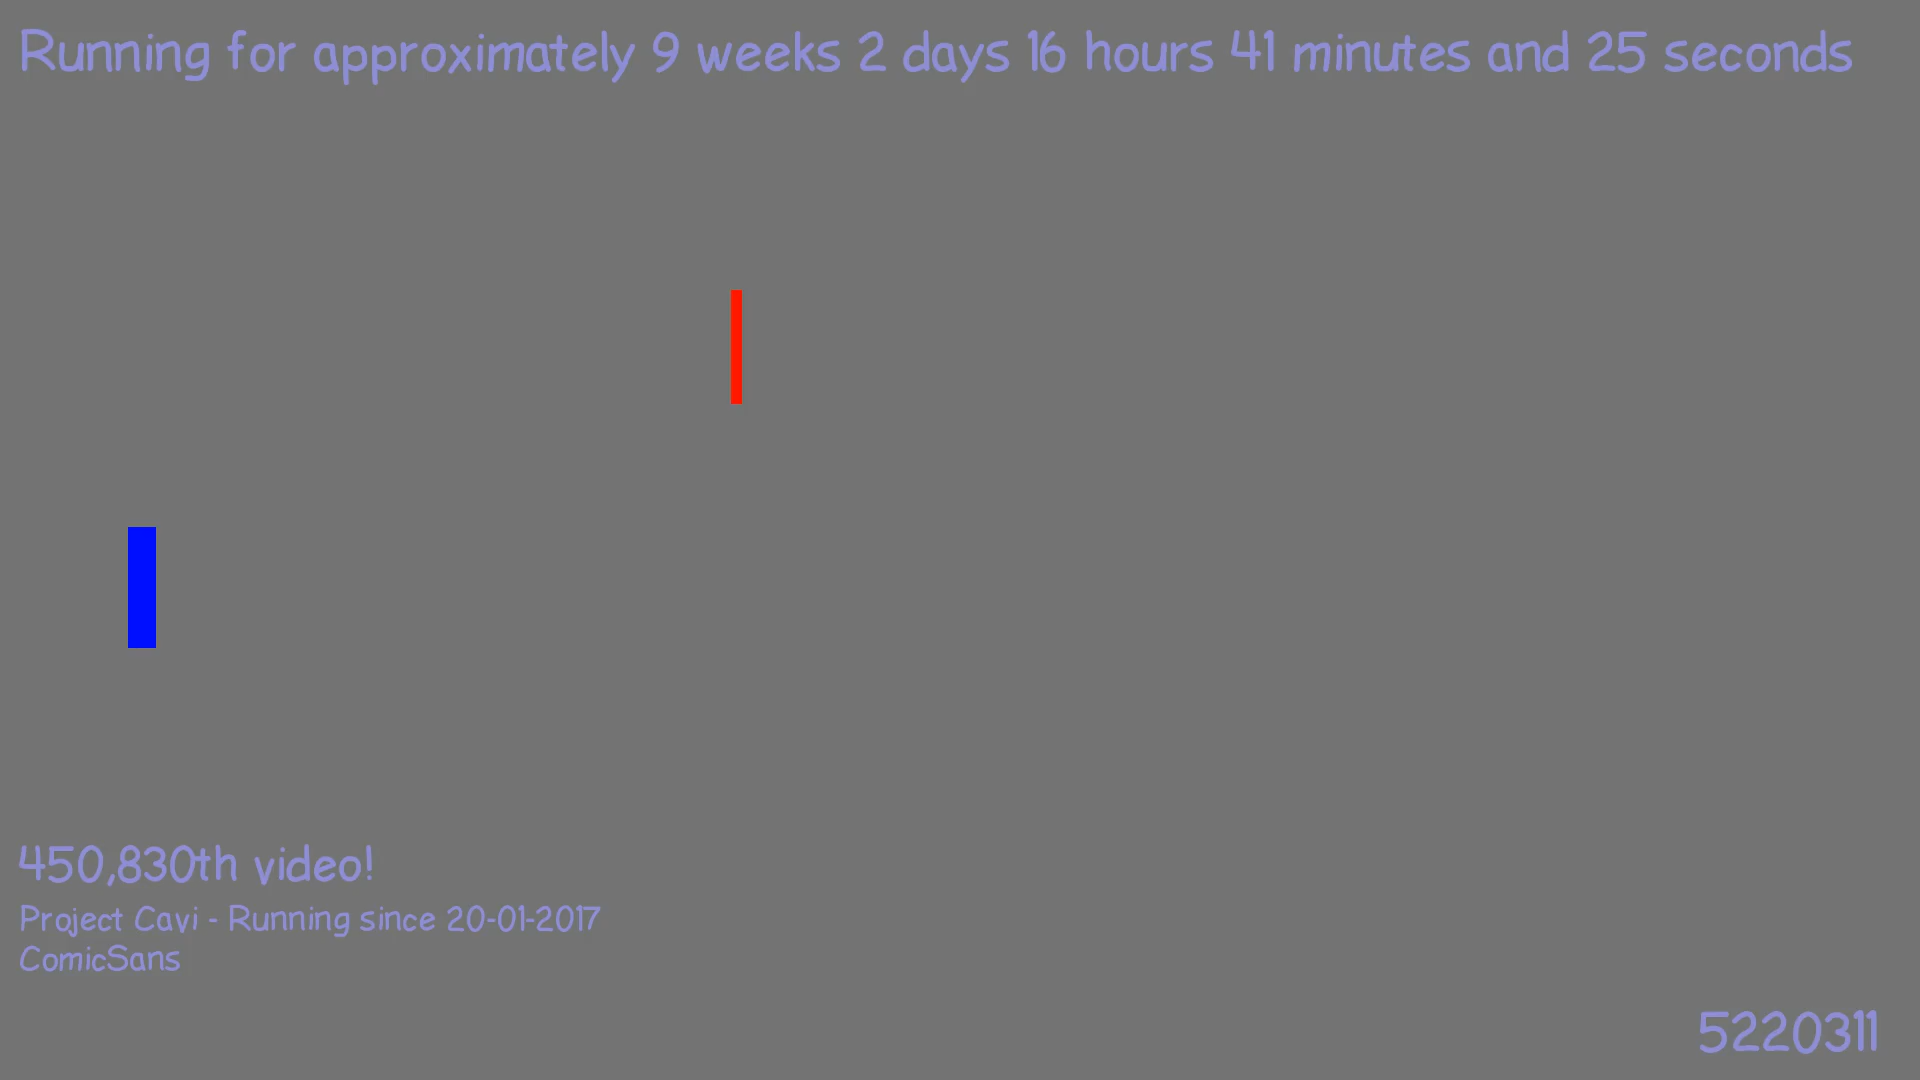 Running for approximately 9 weeks 2 days 16 hours 41 minutes and 25 seconds
450,830th video!
Project Cavi - Running since 20-01-2017
ComicSans
5220311